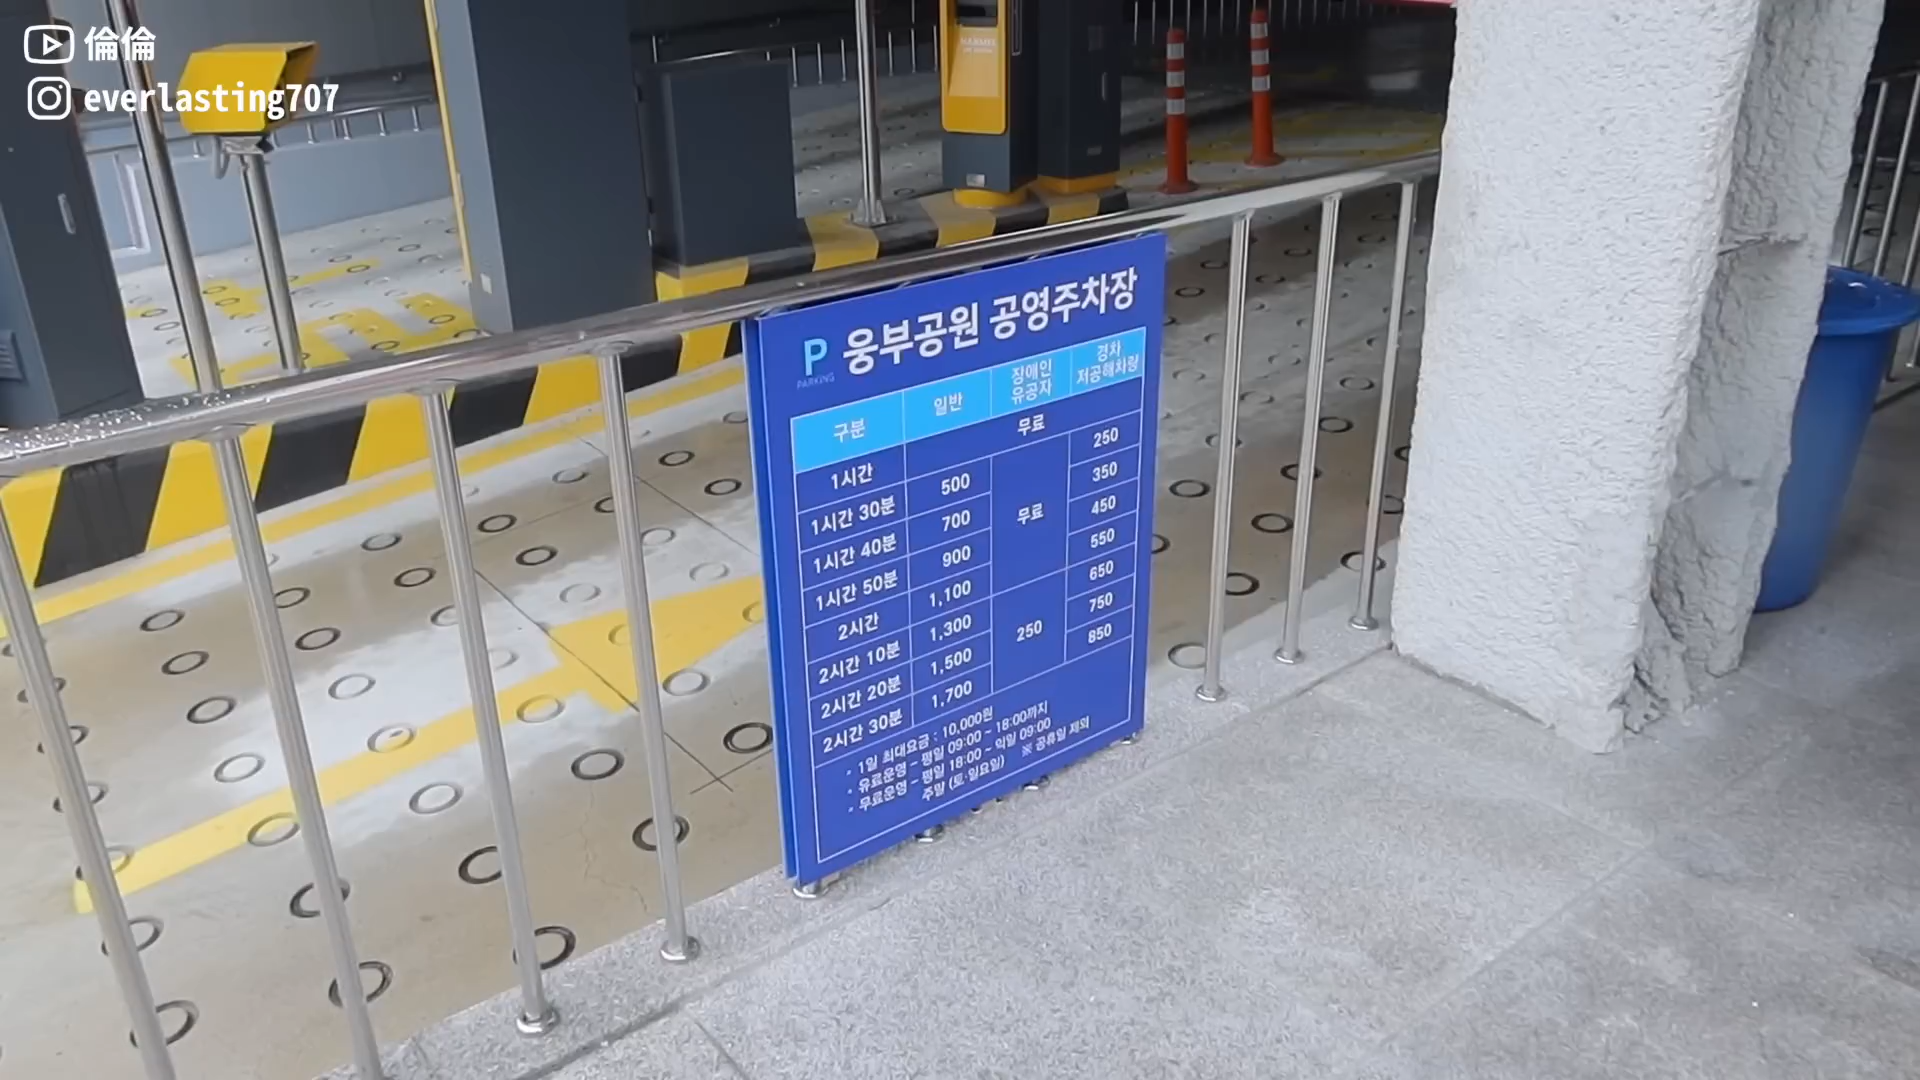 倫倫
everlasting707
P 웅부공원 공영주차장
PARKING
구분 일반 장애인 유공자 경차 저공해차량
1시간 무료
1시간 30분 500 무료 250
1시간 40분 700 350
1시간 50분 900 450
2시간 1,100 550
2시간 10분 1,300 250 650
2시간 20분 1,500 750
2시간 30분 1,700 850
· 1일 최대요금 : 10,000원
· 유료운영 - 평일 09:00 ~ 18:00까지
· 무료운영 - 평일 18:00 ~ 익일 09:00
주말 (토·일요일) ※ 공휴일 제외